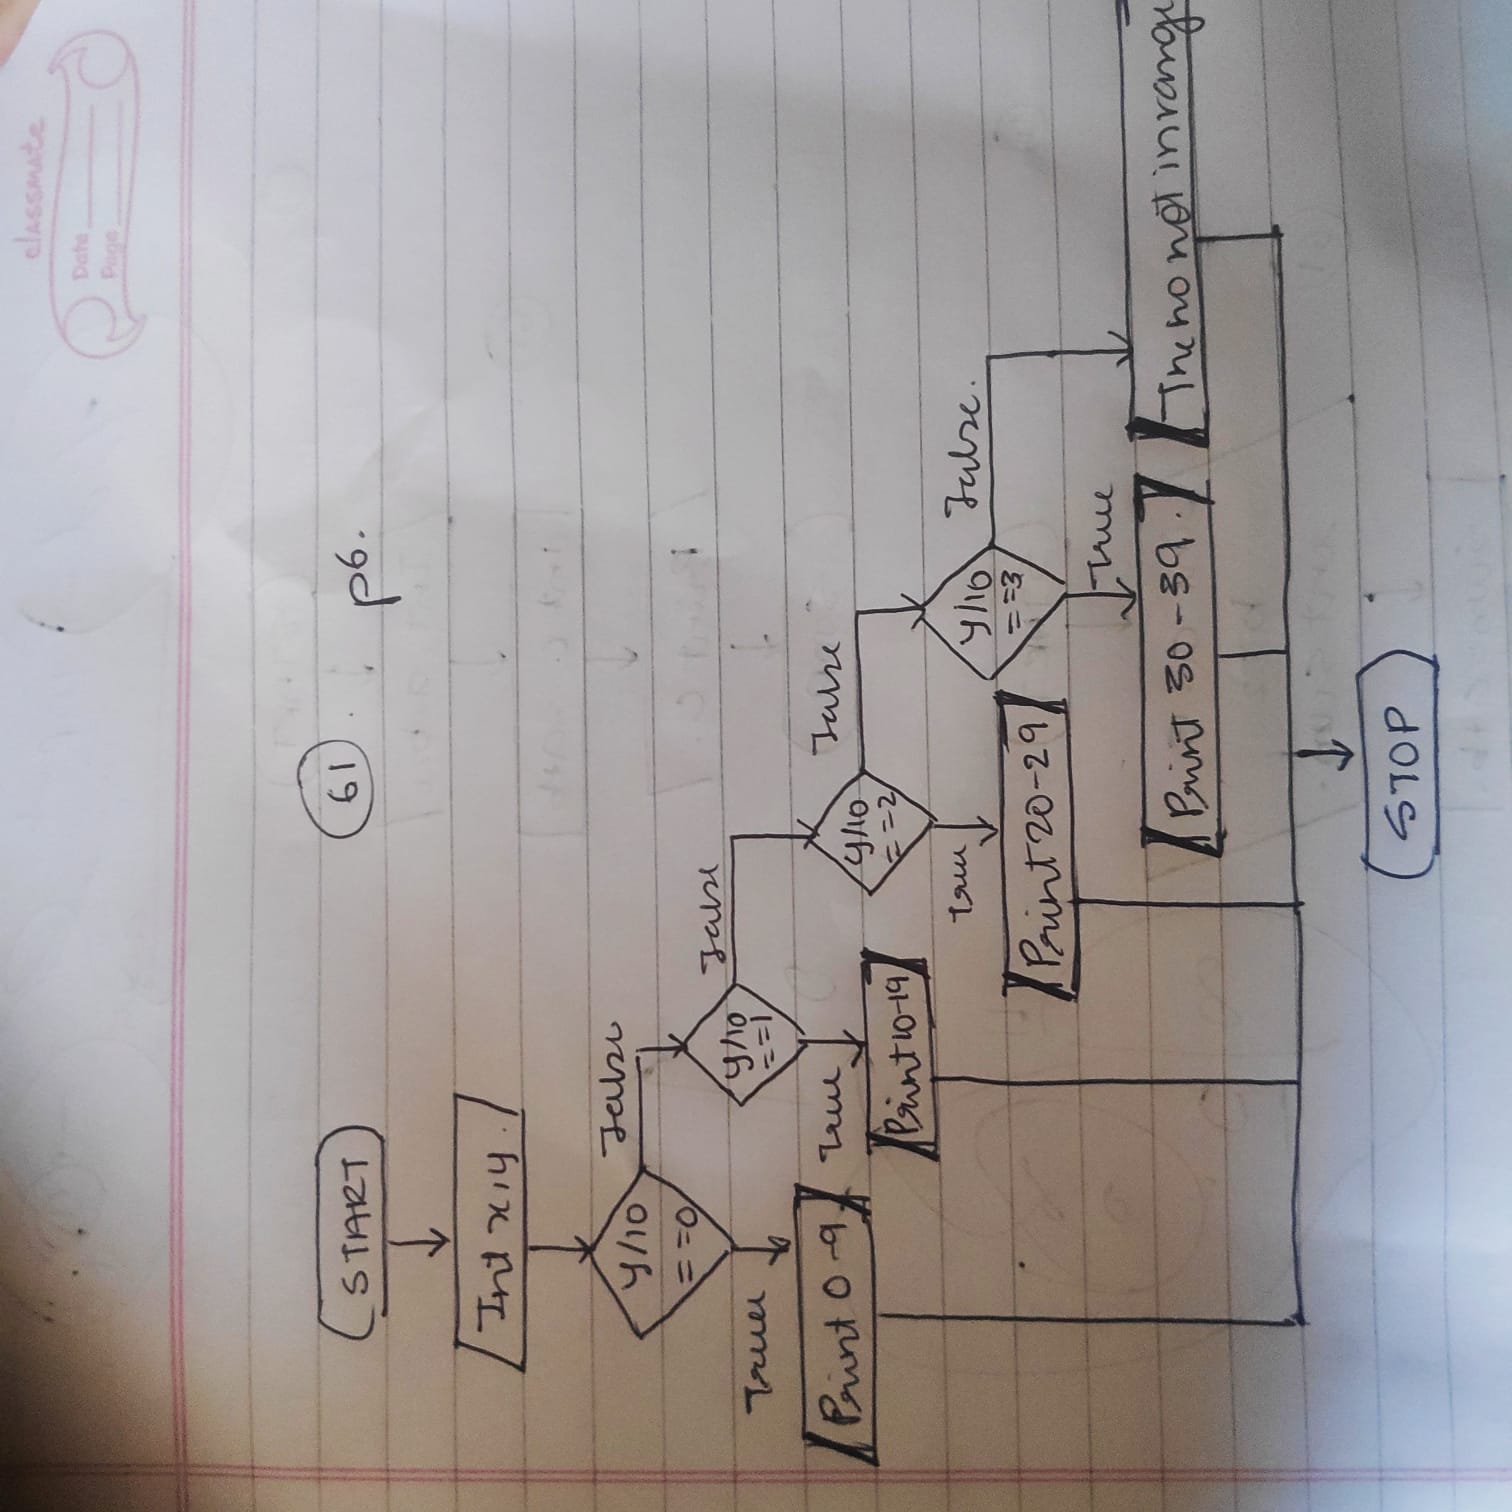 classmate
Date
Page
61
p6.
START
Int x,y.
y/10
==0
False
True
Print 0-9
y/10
==1
False
True
Print 10-19
y/10
==2
False
True
Print 20-29
y/10
==3
False.
True
Print 30-39.
The no not in range
STOP